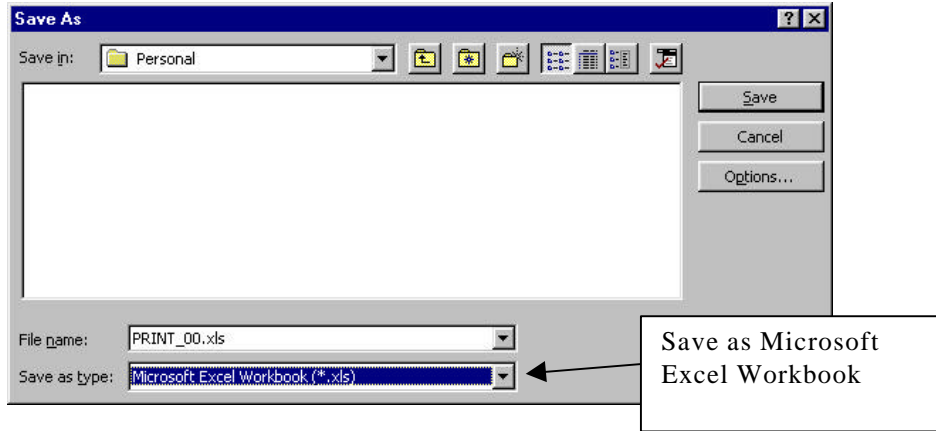 Save As
Save in: Personal
Save
Cancel
Options...
File name: PRINT_00.xls
Save as type: Microsoft Excel Workbook (*.xls)
Save as Microsoft
Excel Workbook